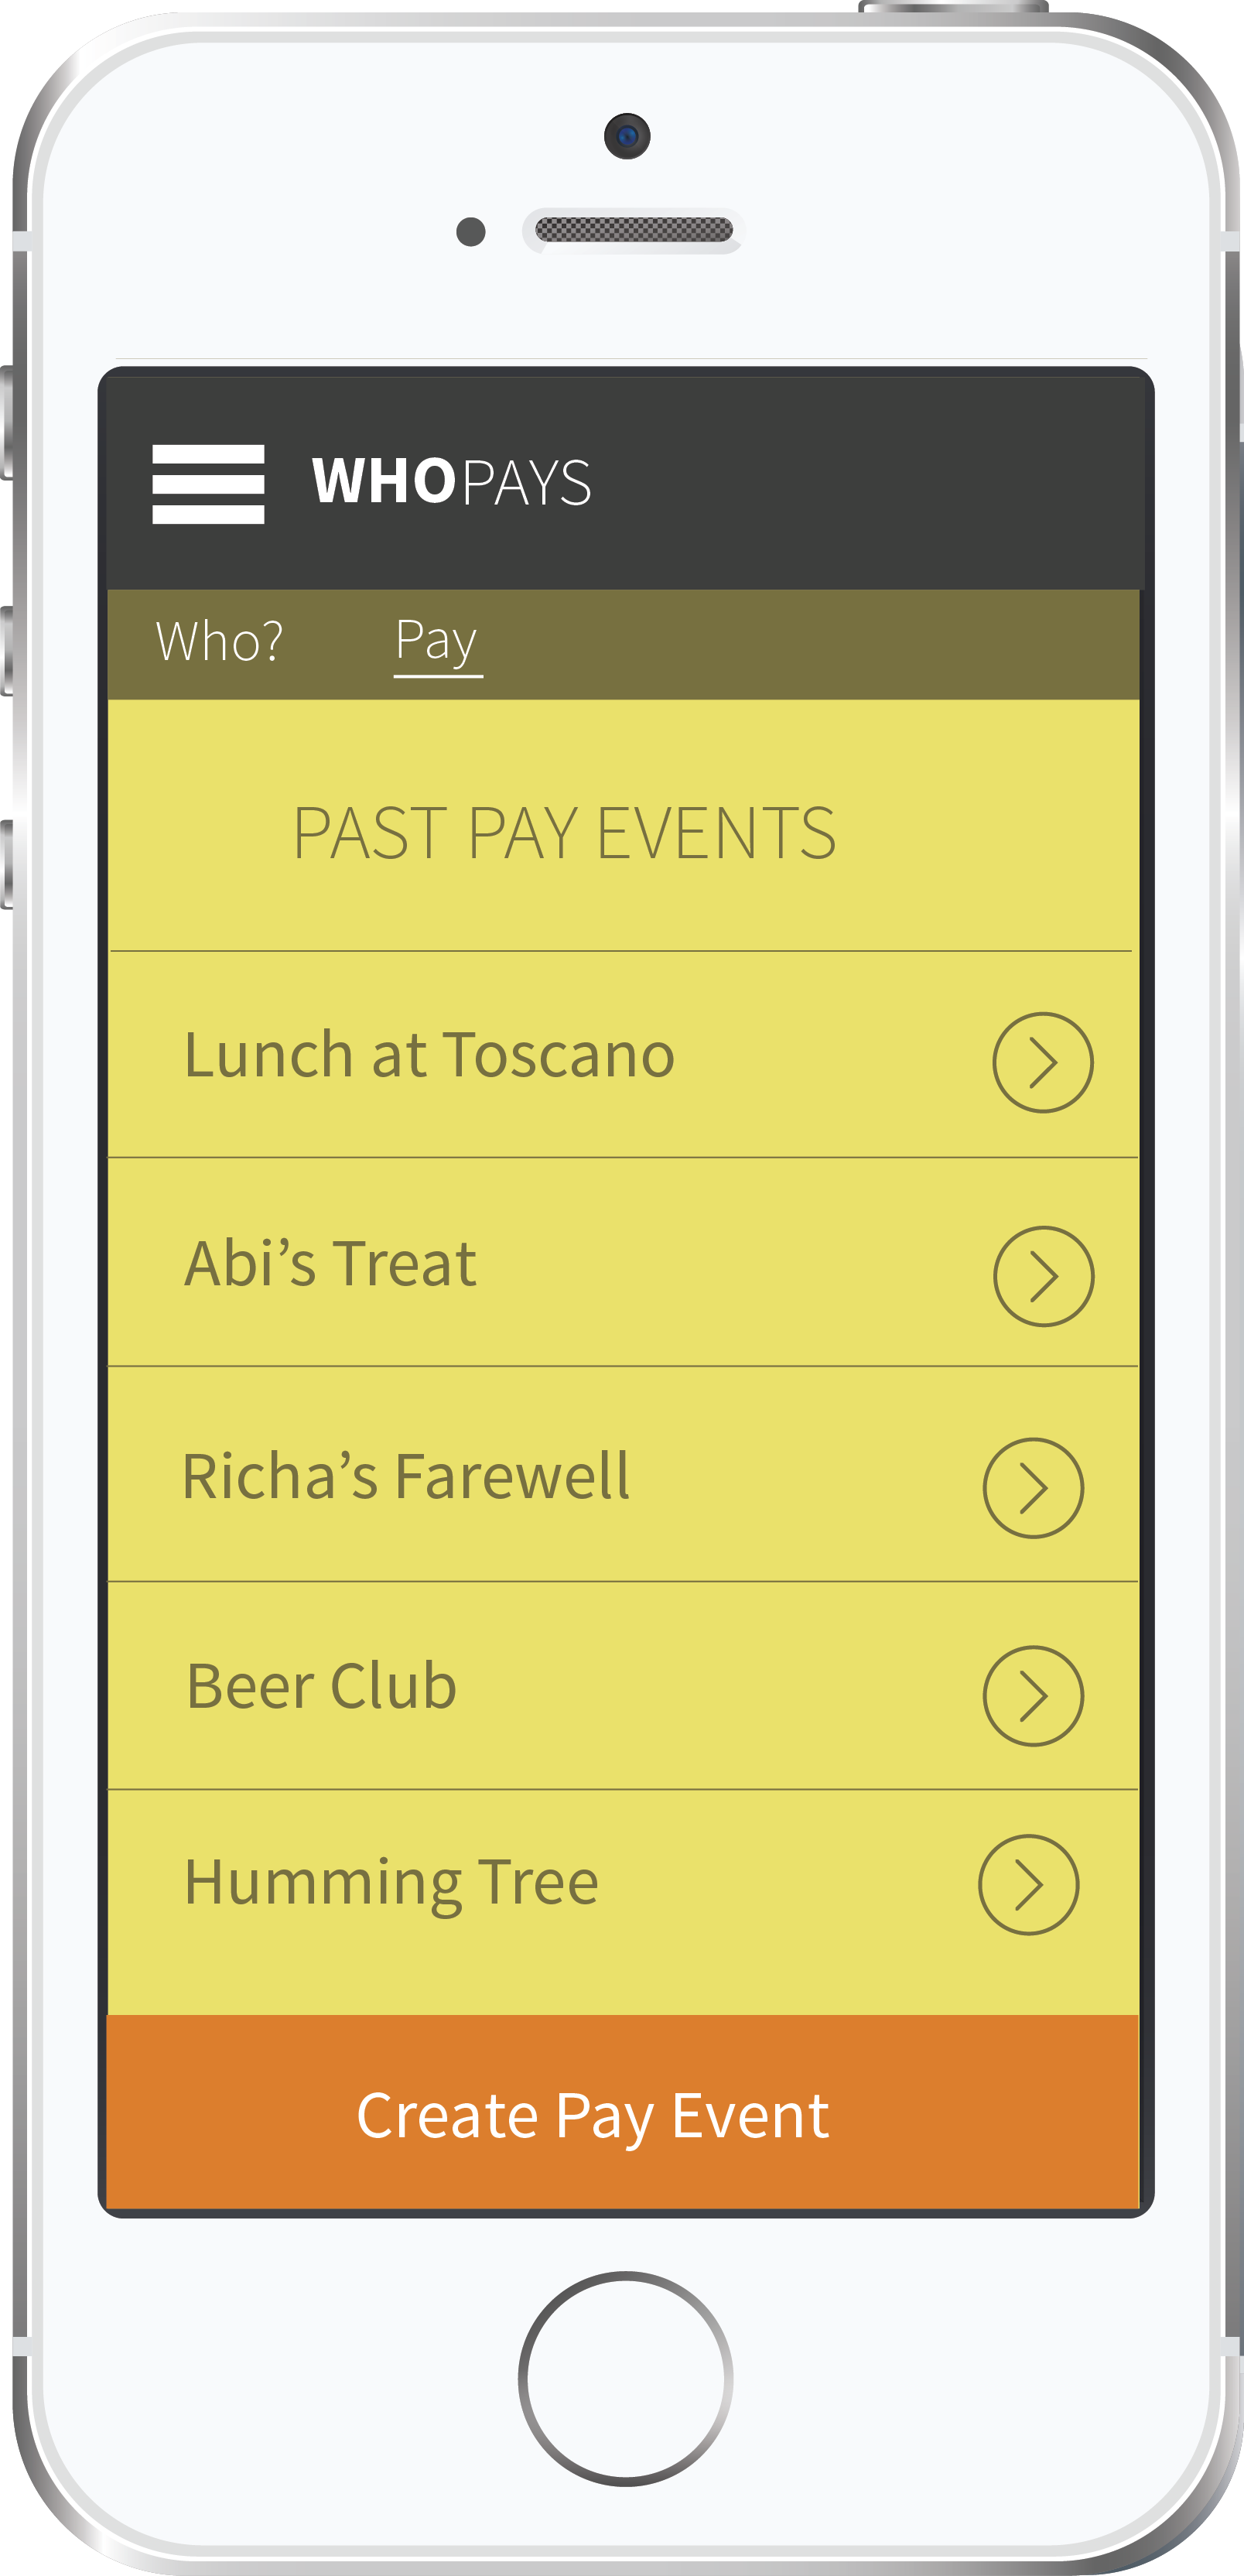 WHOPAYS
Who? Pay
PAST PAY EVENTS
Lunch at Toscano
Abi’s Treat
Richa’s Farewell
Beer Club
Humming Tree
Create Pay Event